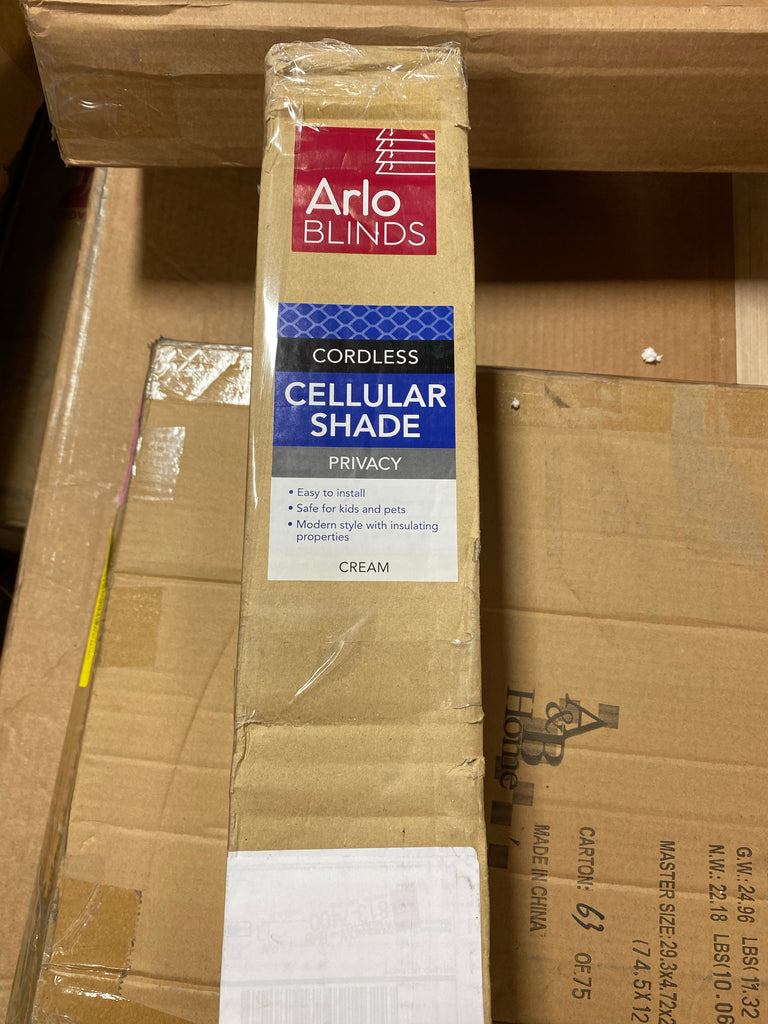 Arlo
BLINDS
CORDLESS
CELLULAR
SHADE
PRIVACY
• Easy to install
• Safe for kids and pets
• Modern style with insulating
properties
CREAM
A&B
Home
MADE IN CHINA
CARTON: 63 OF.75
MASTER SIZE:29.3x4.72x2
(74.5X12
N.W.: 22.18 LBS(10.06
G.W.: 24.96 LBS(11.32